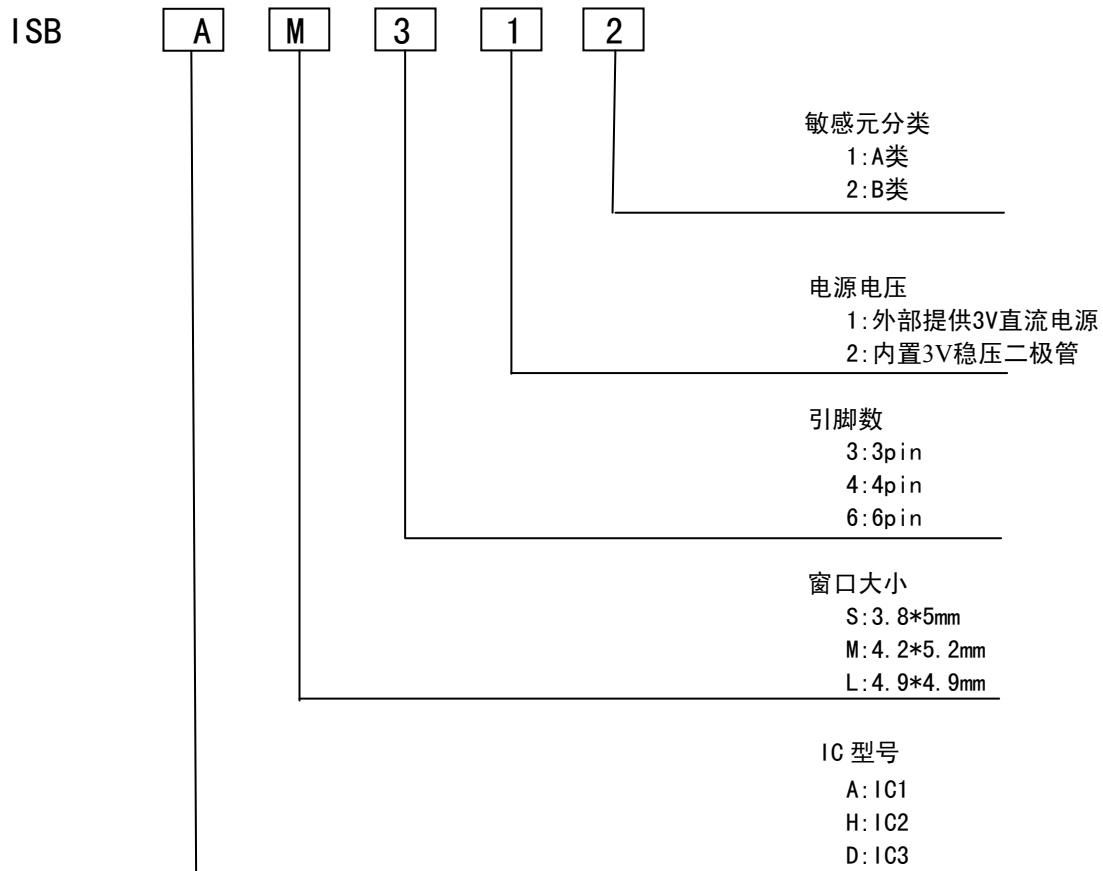 ISB A M 3 1 2
敏感元分类
1:A类
2:B类
电源电压
1:外部提供3V直流电源
2:内置3V稳压二极管
引脚数
3:3pin
4:4pin
6:6pin
窗口大小
S:3.8*5mm
M:4.2*5.2mm
L:4.9*4.9mm
IC 型号
A:IC1
H:IC2
D:IC3